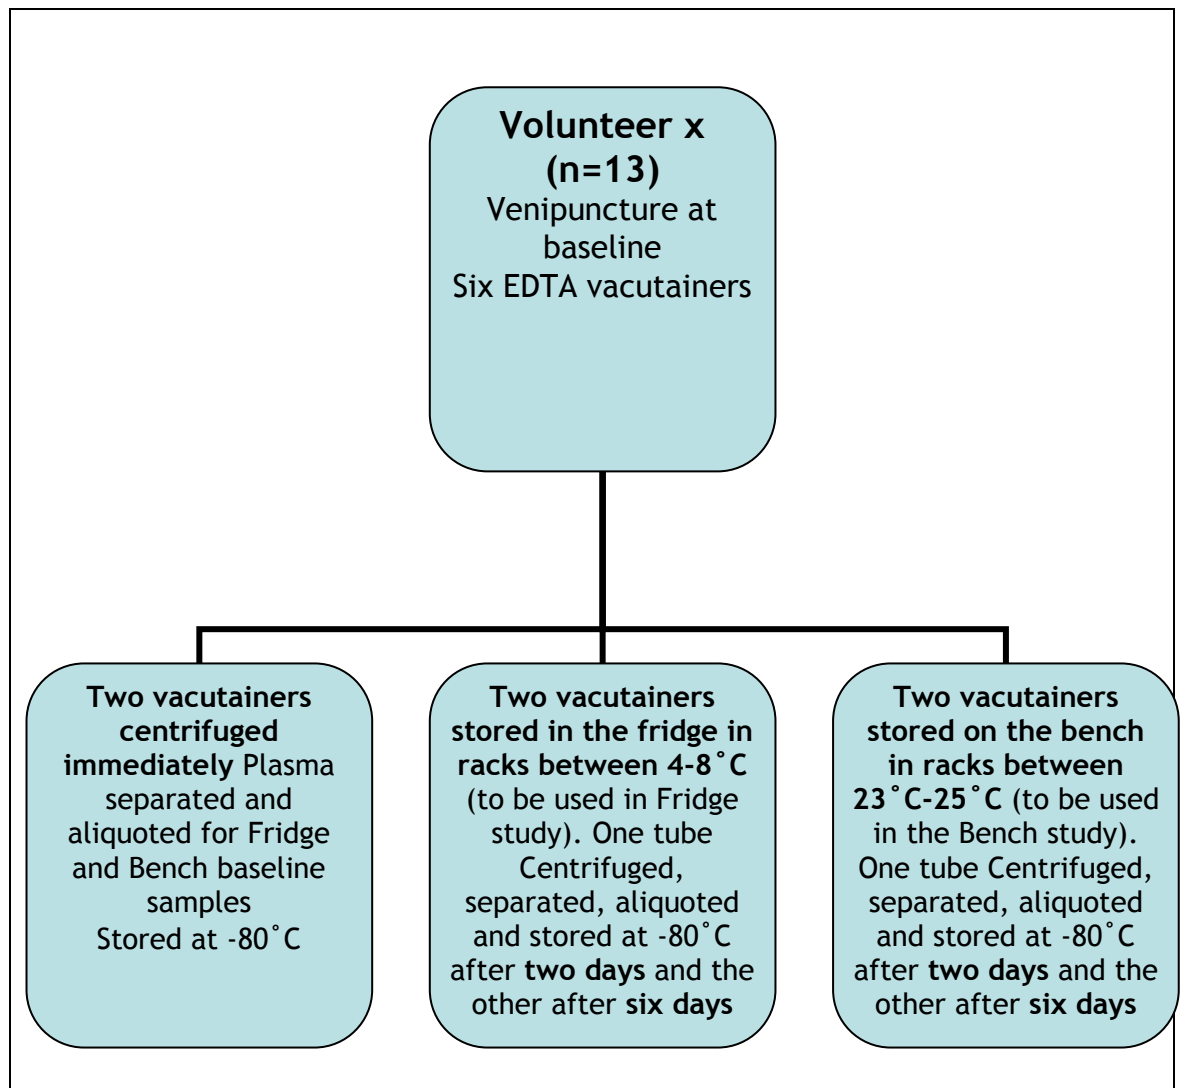 Volunteer x
(n=13)
Venipuncture at
baseline
Six EDTA vacutainers
Two vacutainers
centrifuged
immediately Plasma
separated and
aliquoted for Fridge
and Bench baseline
samples
Stored at -80˚C
Two vacutainers
stored in the fridge in
racks between 4-8˚C
(to be used in Fridge
study). One tube
Centrifuged,
separated, aliquoted
and stored at -80˚C
after two days and the
other after six days
Two vacutainers
stored on the bench
in racks between
23˚C-25˚C (to be used
in the Bench study).
One tube Centrifuged,
separated, aliquoted
and stored at -80˚C
after two days and the
other after six days